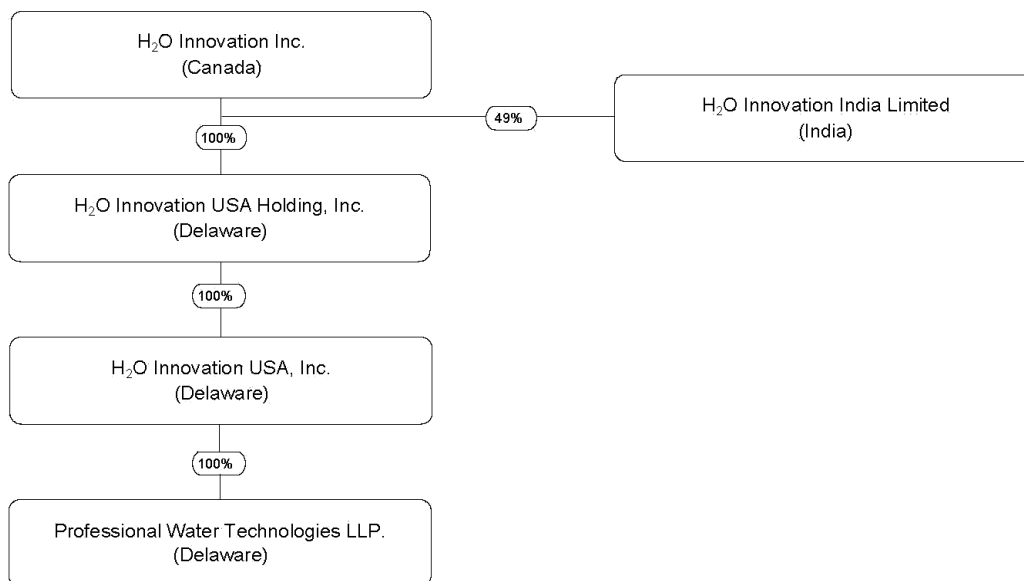 H₂O Innovation Inc.
(Canada)
H₂O Innovation India Limited
(India)
49%
100%
H₂O Innovation USA Holding, Inc.
(Delaware)
100%
H₂O Innovation USA, Inc.
(Delaware)
100%
Professional Water Technologies LLP.
(Delaware)